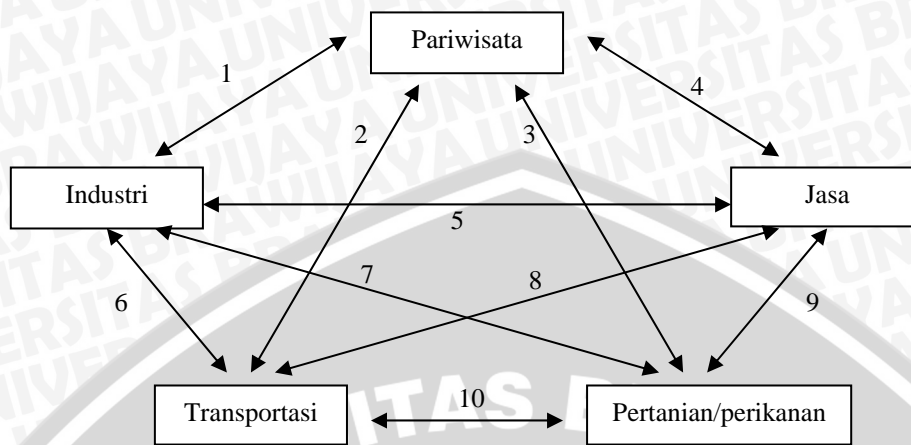 Pariwisata
1
4
2
3
Industri
Jasa
5
7
8
6
9
Transportasi
10
Pertanian/perikanan